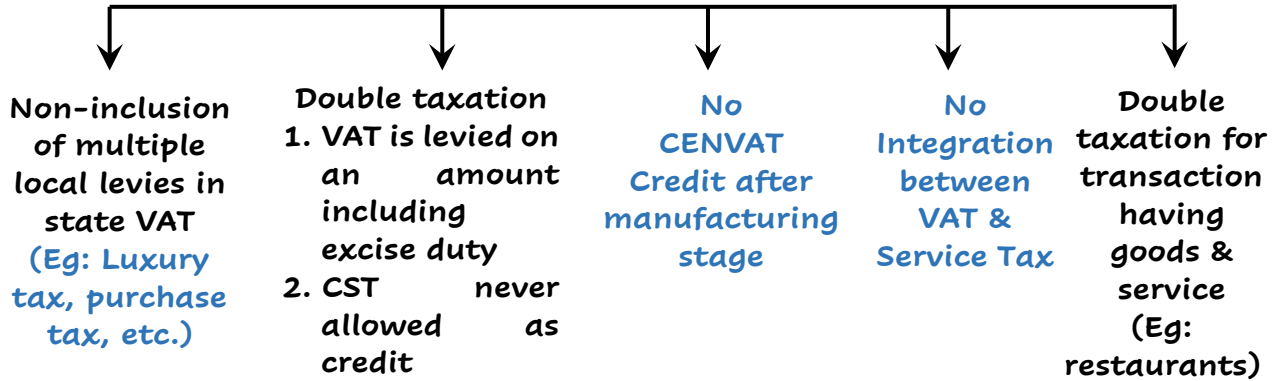 Non-inclusion
of multiple
local levies in
state VAT
(Eg: Luxury
tax, purchase
tax, etc.)
Double taxation
1. VAT is levied on
an amount
including
excise duty
2. CST never
allowed as
credit
No
CENVAT
Credit after
manufacturing
stage
No
Integration
between
VAT &
Service Tax
Double
taxation for
transaction
having
goods &
service
(Eg:
restaurants)